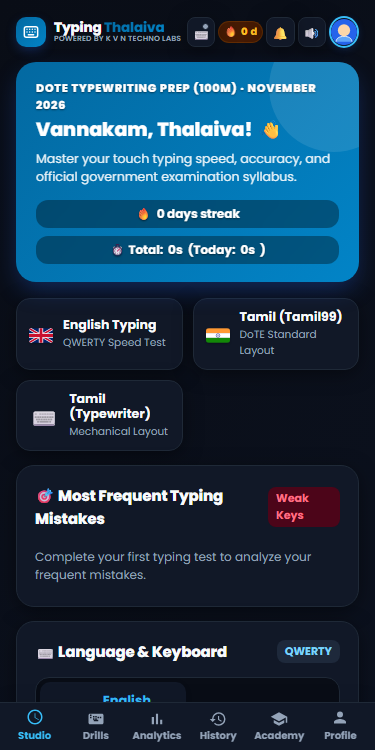 Typing Thalaiva
POWERED BY K V N TECHNO LABS
0 d
DOTE TYPEWRITING PREP (100M) • NOVEMBER
2026
Vannakam, Thalaiva! 👋
Master your touch typing speed, accuracy, and
official government examination syllabus.
🔥 0 days streak
⏰ Total: 0s (Today: 0s )
English Typing
QWERTY Speed Test
Tamil (Tamil99)
DoTE Standard
Layout
Tamil
(Typewriter)
Mechanical Layout
🎯 Most Frequent Typing
Mistakes
Weak
Keys
Complete your first typing test to analyze your
frequent mistakes.
⌨️ Language & Keyboard
QWERTY
English
Studio
Drills
Analytics
History
Academy
Profile